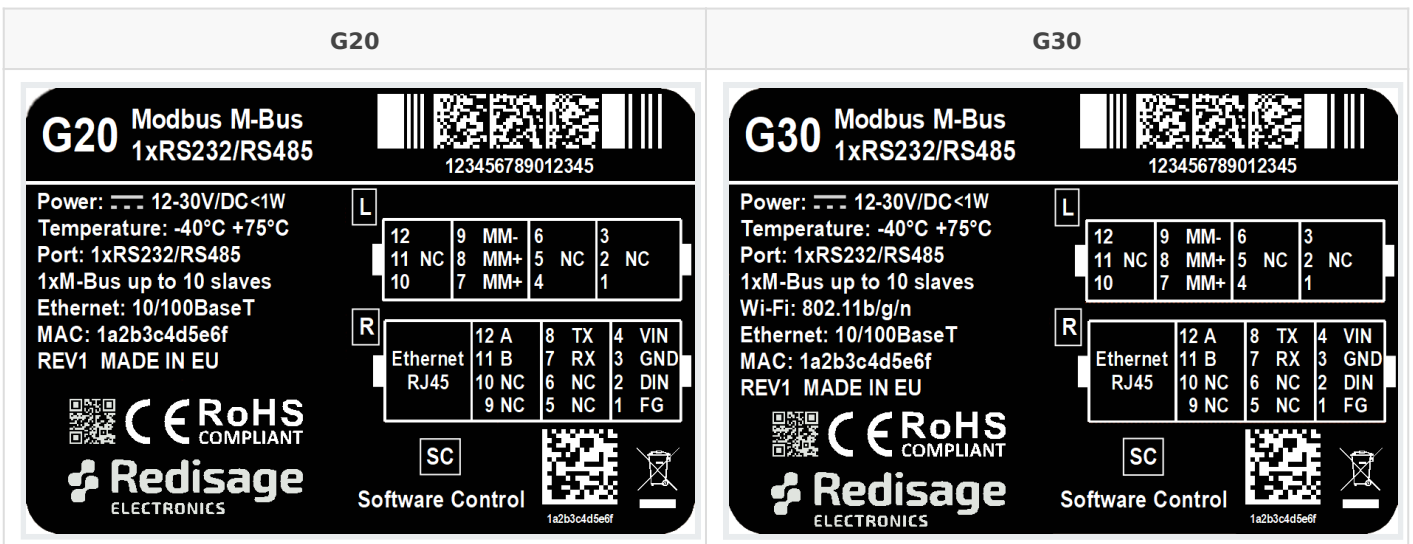 G20
G30
G20 Modbus M-Bus
1xRS232/RS485
123456789012345
Power: 12-30V/DC<1W
Temperature: -40°C +75°C
Port: 1xRS232/RS485
1xM-Bus up to 10 slaves
Ethernet: 10/100BaseT
MAC: 1a2b3c4d5e6f
REV1 MADE IN EU
CE RoHS
COMPLIANT
Redisage
ELECTRONICS
L
12 9 MM- 6 3
11 NC 8 MM+ 5 NC 2 NC
10 7 MM+ 4 1
R
12 A 8 TX 4 VIN
Ethernet 11 B 7 RX 3 GND
RJ45 10 NC 6 NC 2 DIN
9 NC 5 NC 1 FG
SC
Software Control
1a2b3c4d5e6f
G30 Modbus M-Bus
1xRS232/RS485
123456789012345
Power: 12-30V/DC<1W
Temperature: -40°C +75°C
Port: 1xRS232/RS485
1xM-Bus up to 10 slaves
Wi-Fi: 802.11b/g/n
Ethernet: 10/100BaseT
MAC: 1a2b3c4d5e6f
REV1 MADE IN EU
CE RoHS
COMPLIANT
Redisage
ELECTRONICS
L
12 9 MM- 6 3
11 NC 8 MM+ 5 NC 2 NC
10 7 MM+ 4 1
R
12 A 8 TX 4 VIN
Ethernet 11 B 7 RX 3 GND
RJ45 10 NC 6 NC 2 DIN
9 NC 5 NC 1 FG
SC
Software Control
1a2b3c4d5e6f